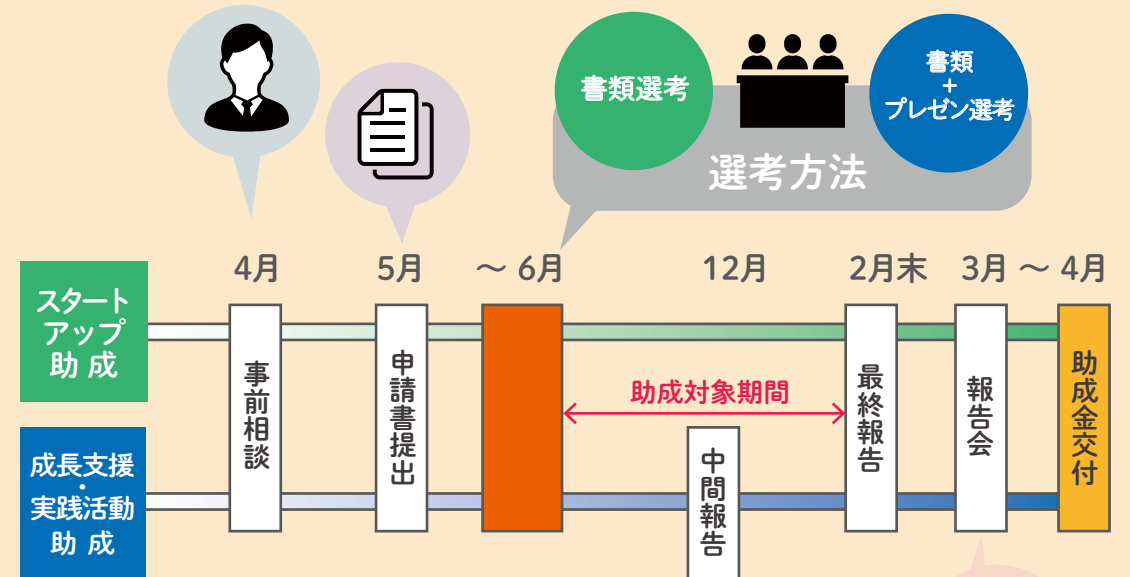 書類選考
書類
+
プレゼン選考
選考方法
4月
5月
～ 6月
12月
2月末
3月 ～ 4月
スタート
アップ
助 成
事前相談
申請書提出
助成対象期間
最終報告
報告会
助成金交付
成長支援
・
実践活動
助 成
中間報告